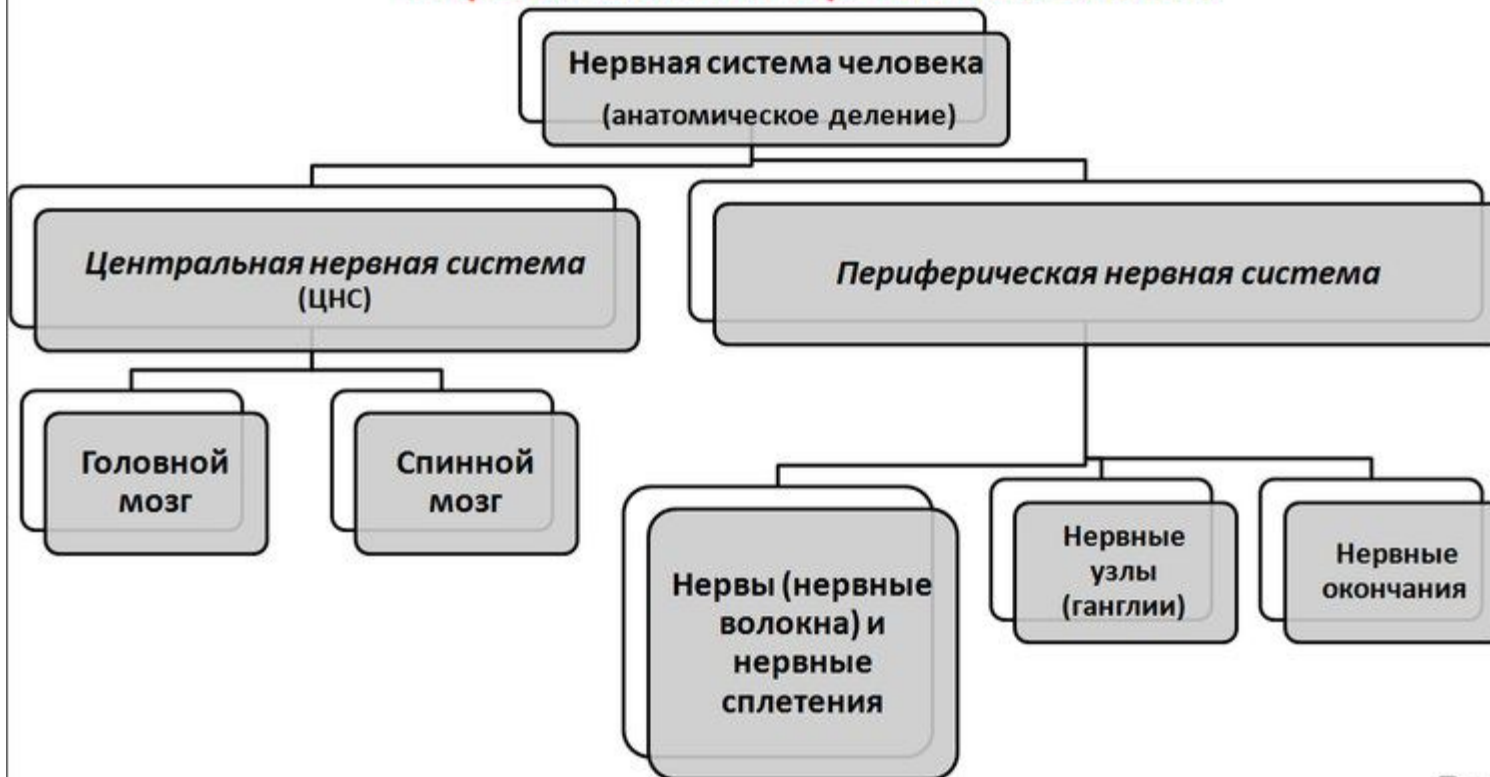 Нервная система человека
(анатомическое деление)
Центральная нервная система
(ЦНС)
Периферическая нервная система
Головной
мозг
Спинной
мозг
Нервы (нервные
волокна) и
нервные
сплетения
Нервные
узлы
(ганглии)
Нервные
окончания